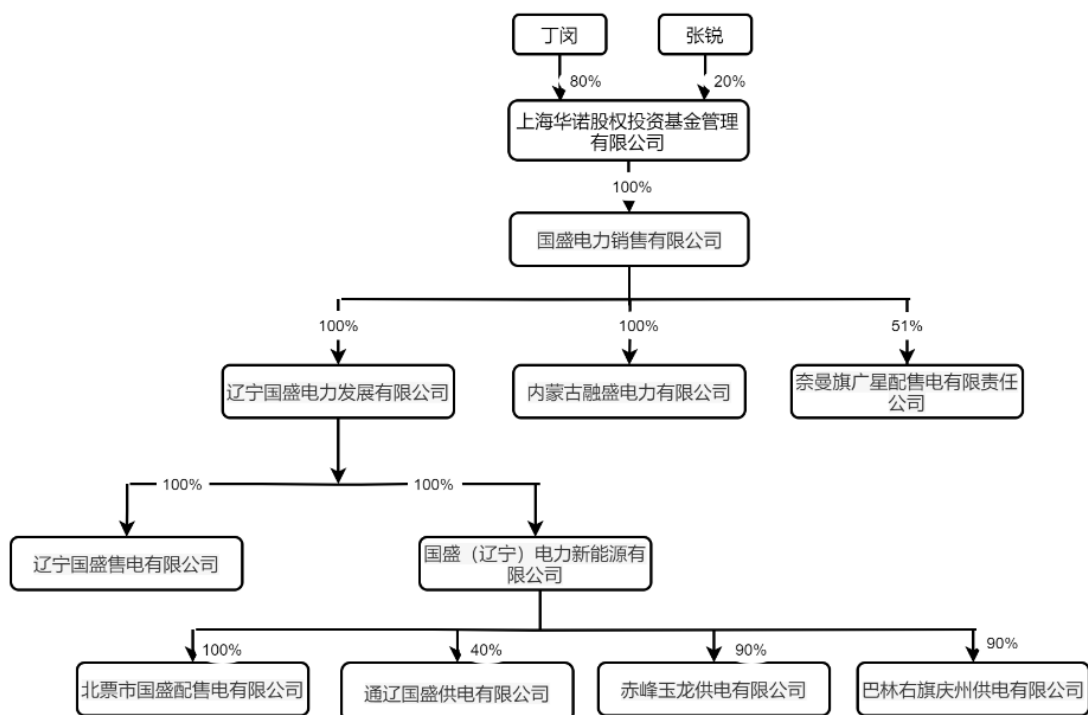 丁闵
张锐
80%
20%
上海华诺股权投资基金管理
有限公司
100%
国盛电力销售有限公司
100%
100%
51%
辽宁国盛电力发展有限公司
内蒙古融盛电力有限公司
奈曼旗广星配售电有限责任
公司
100%
100%
辽宁国盛售电有限公司
国盛（辽宁）电力新能源有
限公司
100%
40%
90%
90%
北票市国盛配售电有限公司
通辽国盛供电有限公司
赤峰玉龙供电有限公司
巴林右旗庆州供电有限公司